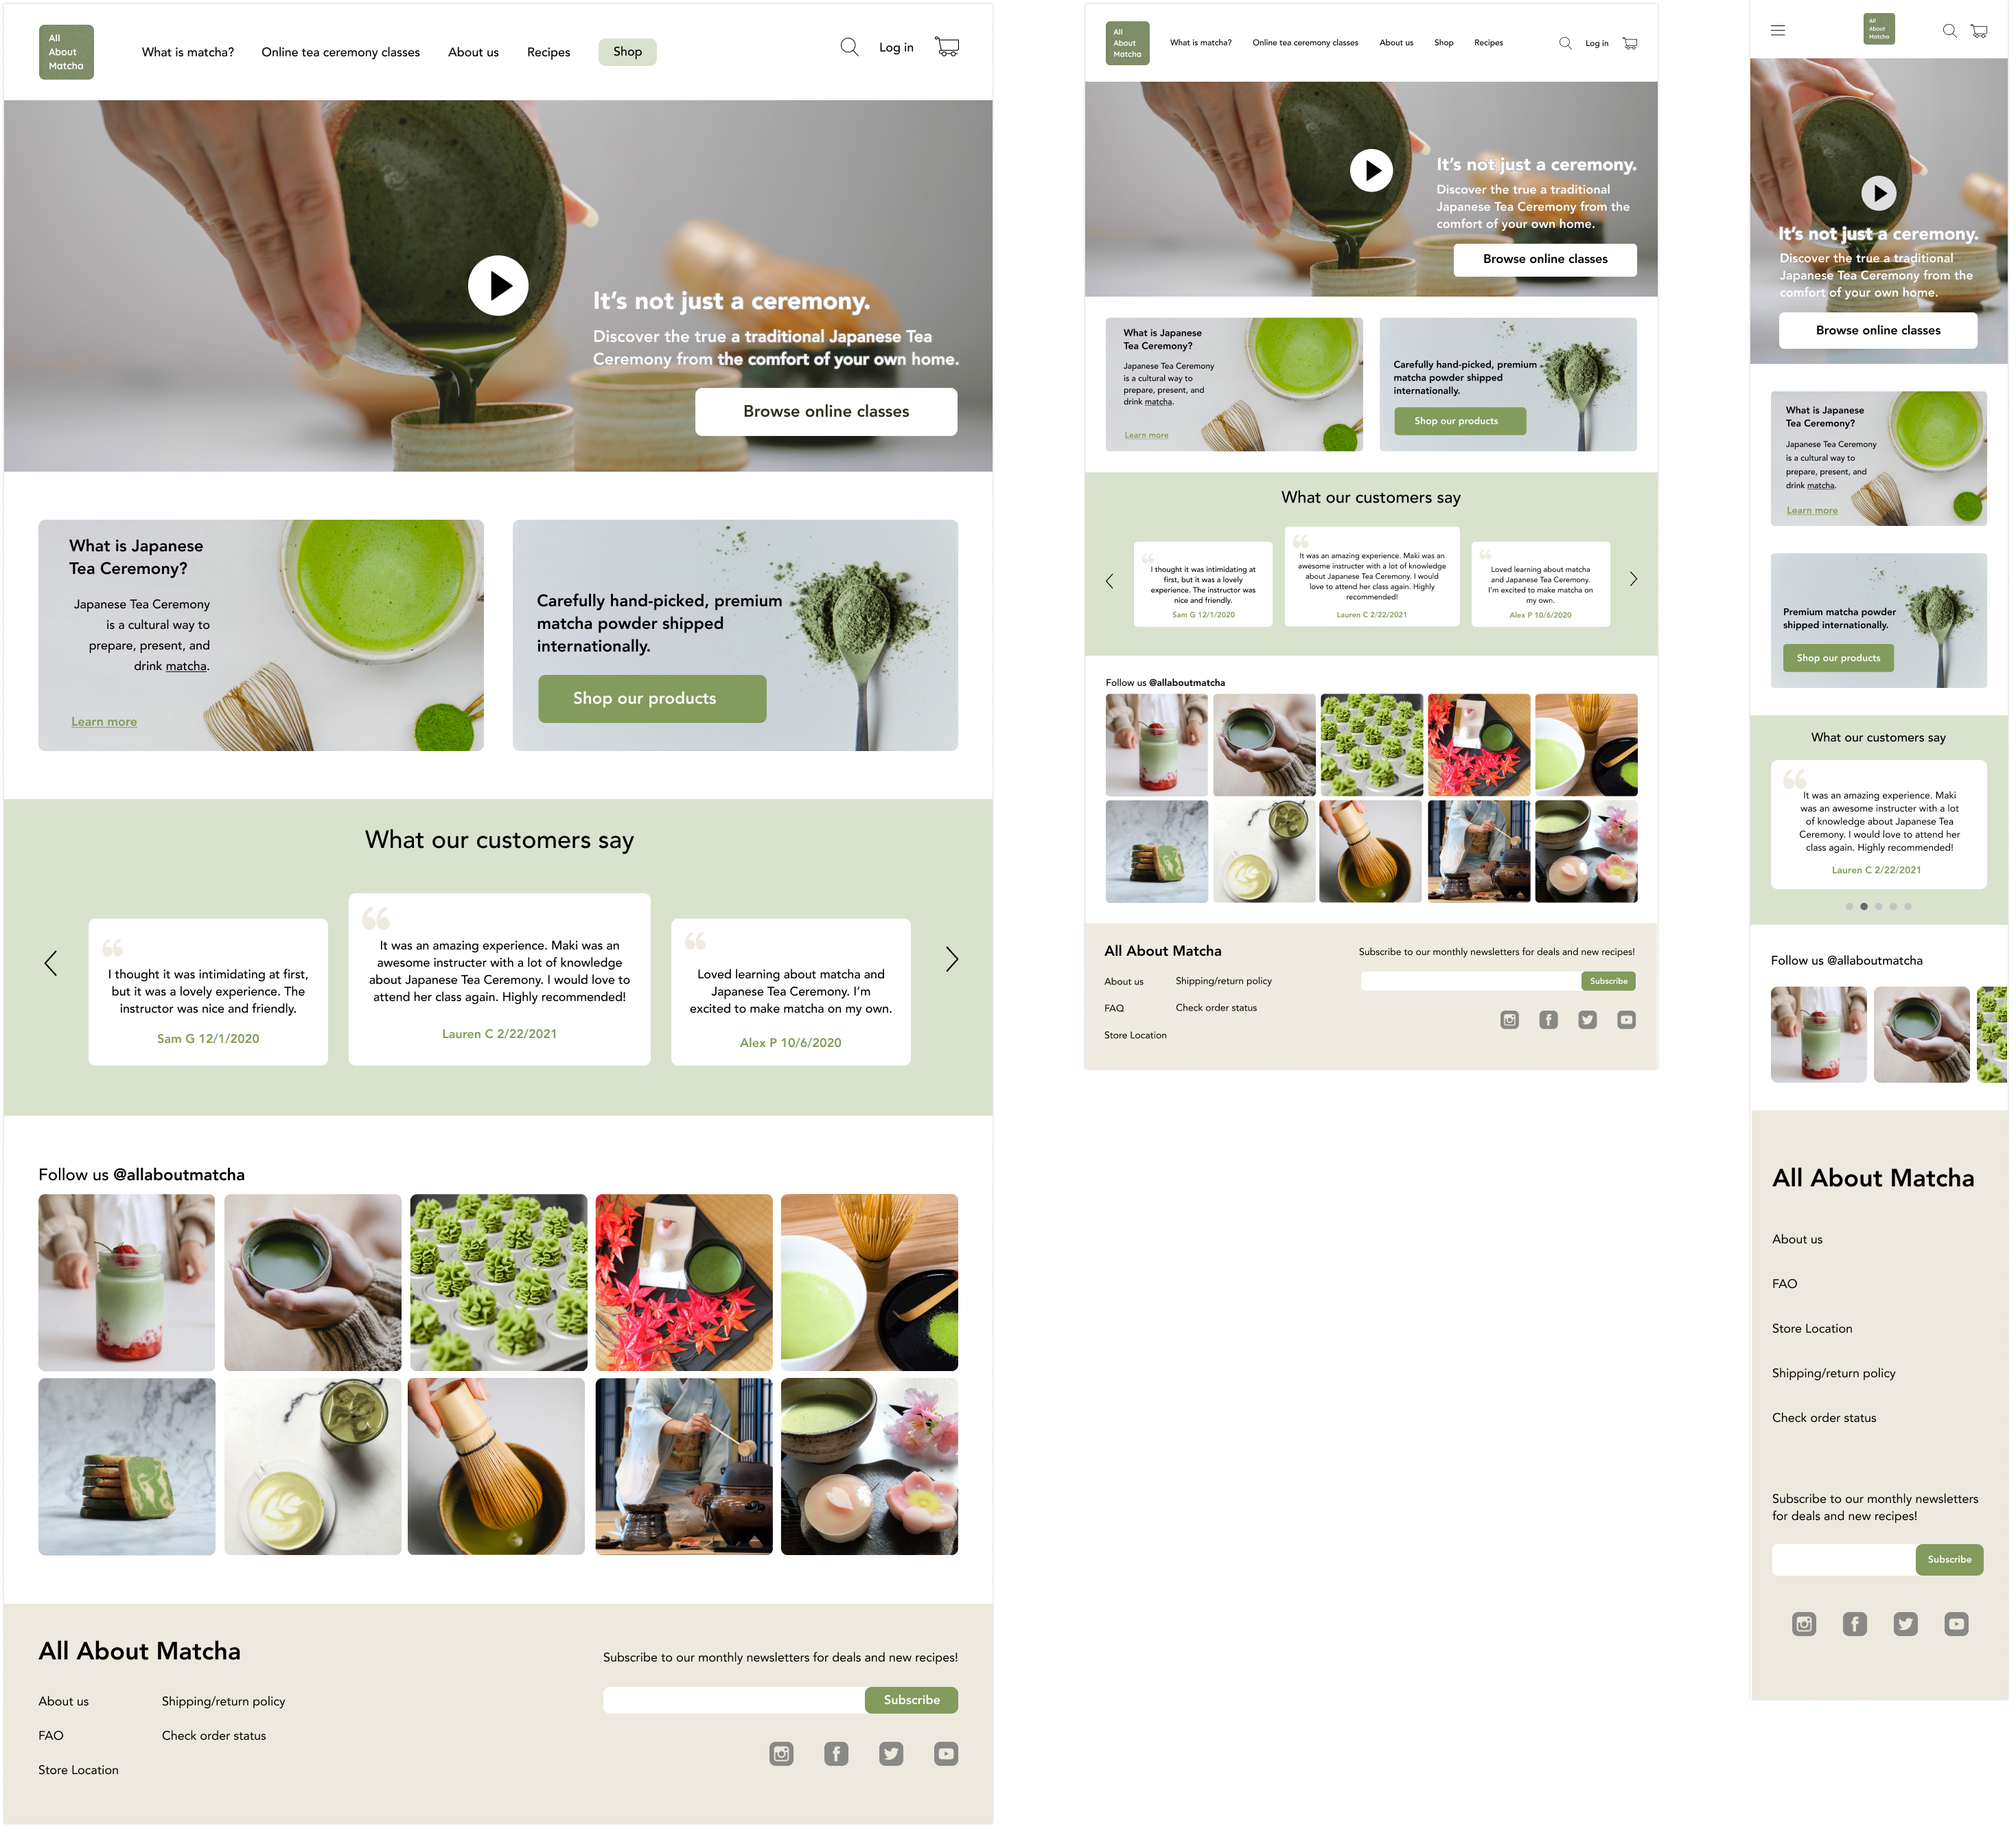 All
About
Matcha
What is matcha?
Online tea ceremony classes
About us
Recipes
Shop
Log in
It's not just a ceremony.
Discover the true a traditional Japanese Tea
Ceremony from the comfort of your own home.
Browse online classes
What is Japanese
Tea Ceremony?
Japanese Tea Ceremony
is a cultural way to
prepare, present, and
drink matcha.
Learn more
Carefully hand-picked, premium
matcha powder shipped
internationally.
Shop our products
What our customers say
I thought it was intimidating at first,
but it was a lovely experience. The
instructor was nice and friendly.
Sam G 12/1/2020
It was an amazing experience. Maki was an
awesome instructer with a lot of knowledge
about Japanese Tea Ceremony. I would love to
attend her class again. Highly recommended!
Lauren C 2/22/2021
Loved learning about matcha and
Japanese Tea Ceremony. I'm
excited to make matcha on my own.
Alex P 10/6/2020
Follow us @allaboutmatcha
All About Matcha
About us
FAO
Store Location
Shipping/return policy
Check order status
Subscribe to our monthly newsletters for deals and new recipes!
Subscribe
All
About
Matcha
What is matcha?
Online tea ceremony classes
About us
Shop
Recipes
Log in
It's not just a ceremony.
Discover the true a traditional
Japanese Tea Ceremony from the
comfort of your own home.
Browse online classes
What is Japanese
Tea Ceremony?
Japanese Tea Ceremony
is a cultural way to
prepare, present, and
drink matcha.
Learn more
Carefully hand-picked, premium
matcha powder shipped
internationally.
Shop our products
What our customers say
I thought it was intimidating at
first, but it was a lovely
experience. The instructor was
nice and friendly.
Sam G 12/1/2020
It was an amazing experience. Maki was an
awesome instructer with a lot of knowledge
about Japanese Tea Ceremony. I would
love to attend her class again. Highly
recommended!
Lauren C 2/22/2021
Loved learning about matcha
and Japanese Tea Ceremony.
I'm excited to make matcha on
my own.
Alex P 10/6/2020
Follow us @allaboutmatcha
All About Matcha
About us
FAQ
Store Location
Shipping/return policy
Check order status
Subscribe to our monthly newsletters for deals and new recipes!
Subscribe
All
About
Matcha
It's not just a ceremony.
Discover the true a traditional
Japanese Tea Ceremony from the
comfort of your own home.
Browse online classes
What is Japanese
Tea Ceremony?
Japanese Tea Ceremony
is a cultural way to
prepare, present, and
drink matcha.
Learn more
Premium matcha powder
shipped internationally.
Shop our products
What our customers say
It was an amazing experience. Maki
was an awesome instructer with a lot
of knowledge about Japanese Tea
Ceremony. I would love to attend her
class again. Highly recommended!
Lauren C 2/22/2021
Follow us @allaboutmatcha
All About Matcha
About us
FAO
Store Location
Shipping/return policy
Check order status
Subscribe to our monthly newsletters
for deals and new recipes!
Subscribe